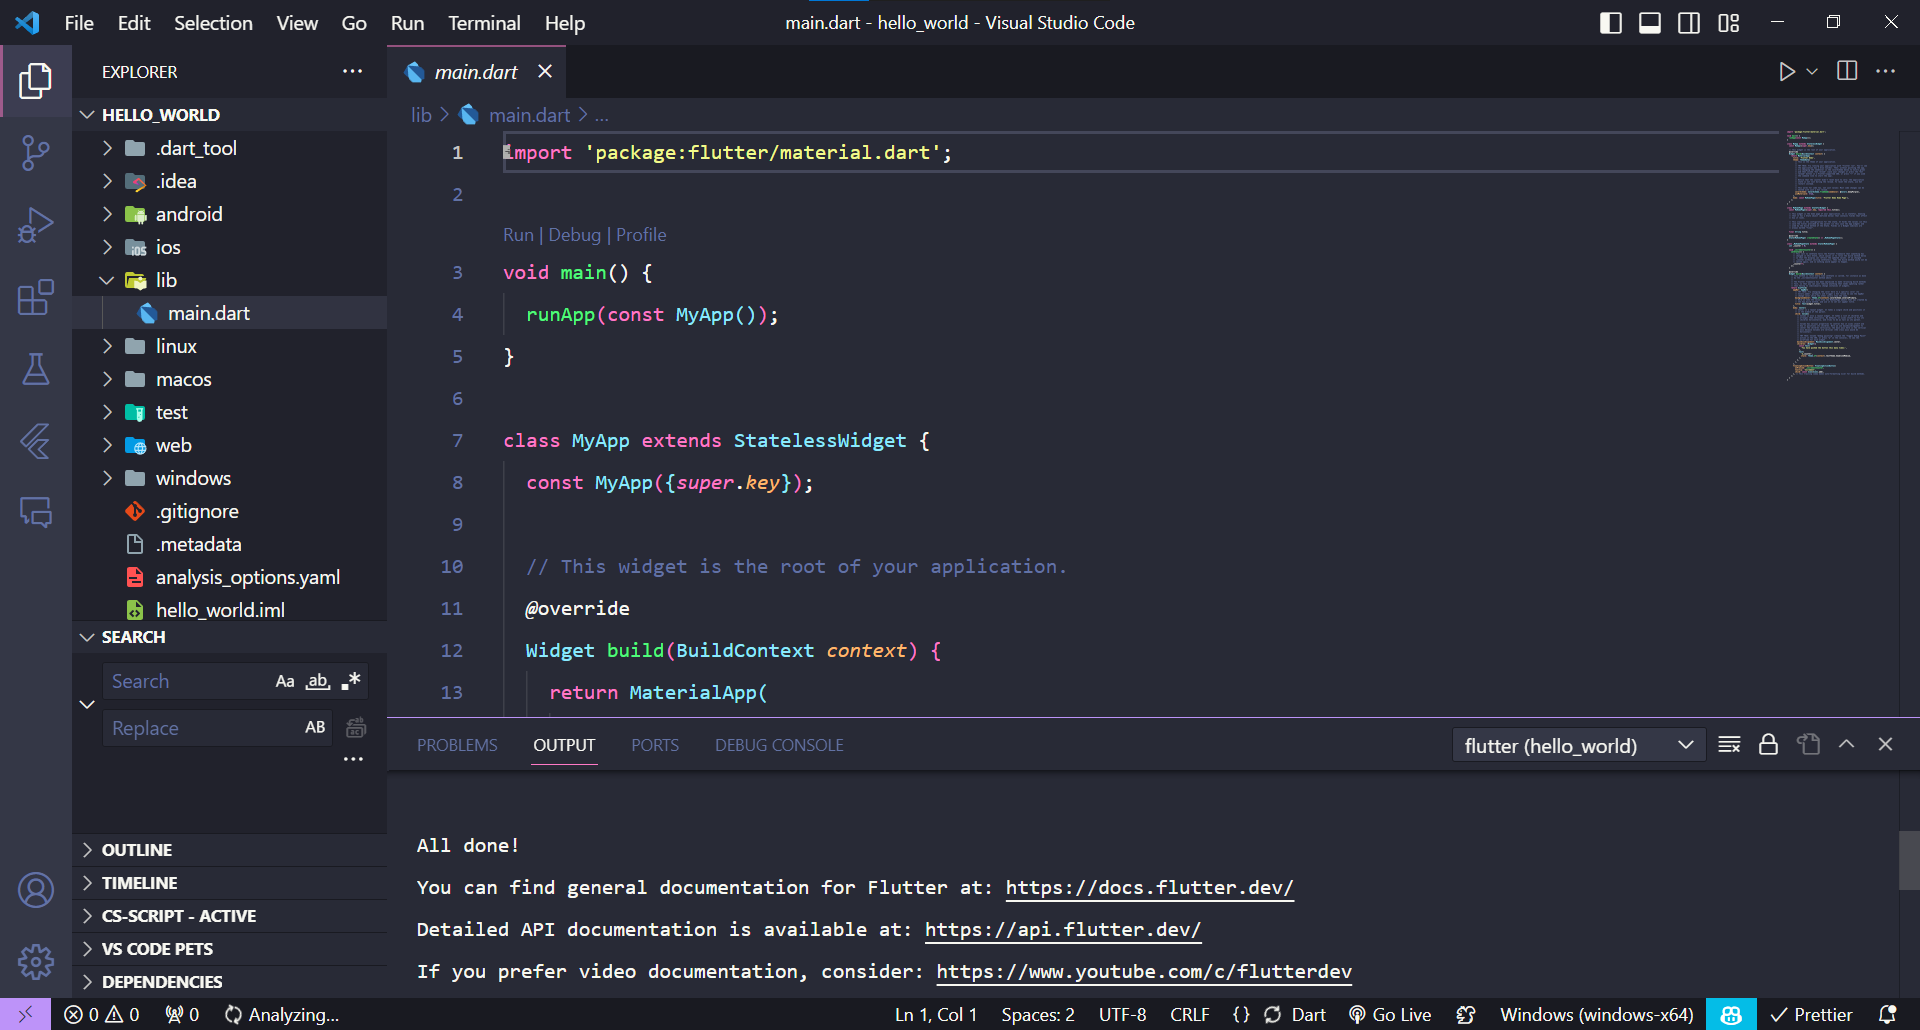 File Edit Selection View Go Run Terminal Help
main.dart - hello_world - Visual Studio Code
EXPLORER
HELLO_WORLD
.dart_tool
.idea
android
ios
lib
main.dart
linux
macos
test
web
windows
.gitignore
.metadata
analysis_options.yaml
hello_world.iml
SEARCH
Search Aa ab .*
Replace AB
OUTLINE
TIMELINE
CS-SCRIPT - ACTIVE
VS CODE PETS
DEPENDENCIES
main.dart
lib > main.dart > ...
1 import 'package:flutter/material.dart';
2
Run | Debug | Profile
3 void main() {
4 runApp(const MyApp());
5 }
6
7 class MyApp extends StatelessWidget {
8 const MyApp({super.key});
9
10 // This widget is the root of your application.
11 @override
12 Widget build(BuildContext context) {
13 return MaterialApp(
PROBLEMS OUTPUT PORTS DEBUG CONSOLE
flutter (hello_world)
All done!
You can find general documentation for Flutter at: https://docs.flutter.dev/
Detailed API documentation is available at: https://api.flutter.dev/
If you prefer video documentation, consider: https://www.youtube.com/c/flutterdev
0 0 0 Analyzing... Ln 1, Col 1 Spaces: 2 UTF-8 CRLF {} Dart Go Live Windows (windows-x64) Prettier